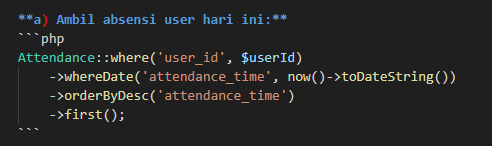 **a) Ambil absensi user hari ini:**
```php
Attendance::where('user_id', $userId)
    ->whereDate('attendance_time', now()->toDateString())
    ->orderByDesc('attendance_time')
    ->first();
```